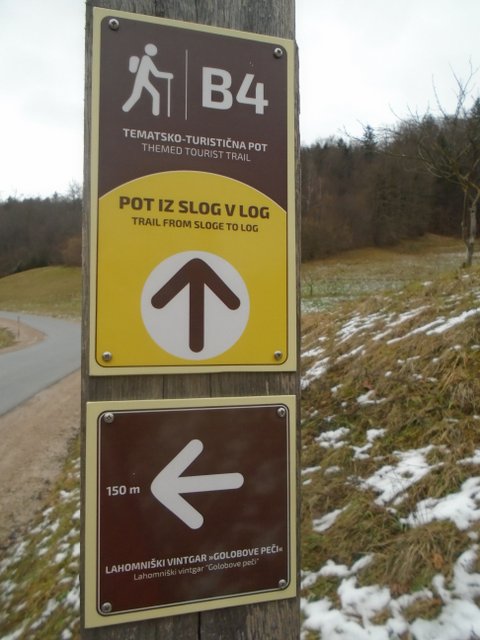 B4
TEMATSKO-TURISTIČNA POT
THEMED TOURIST TRAIL
POT IZ SLOG V LOG
TRAIL FROM SLOGE TO LOG
150 m
LAHOMNIŠKI VINTGAR »GOLOBOVE PEČI«
Lahomniški vintgar "Golobove peči"